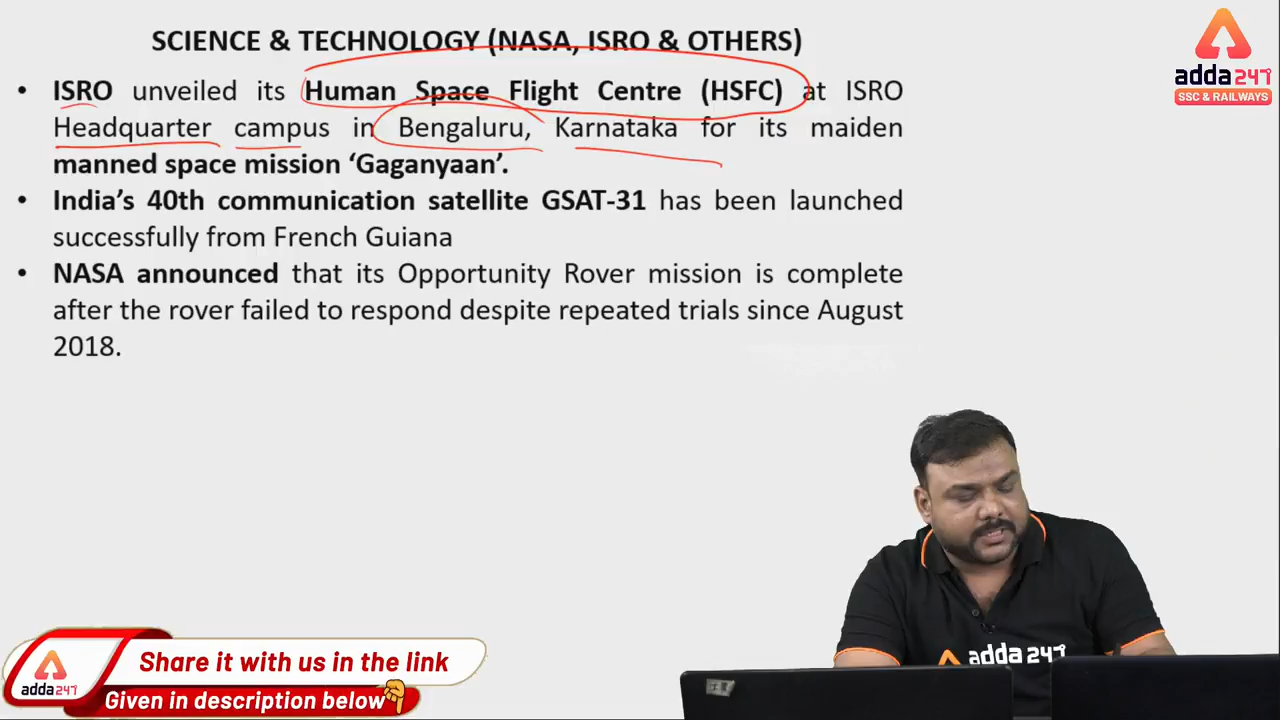 SCIENCE & TECHNOLOGY (NASA, ISRO & OTHERS)
adda247
SSC & RAILWAYS
• ISRO unveiled its Human Space Flight Centre (HSFC) at ISRO
Headquarter campus in Bengaluru, Karnataka for its maiden
manned space mission ‘Gaganyaan’.
• India’s 40th communication satellite GSAT-31 has been launched
successfully from French Guiana
• NASA announced that its Opportunity Rover mission is complete
after the rover failed to respond despite repeated trials since August
2018.
adda247
Share it with us in the link
adda247
Given in description below